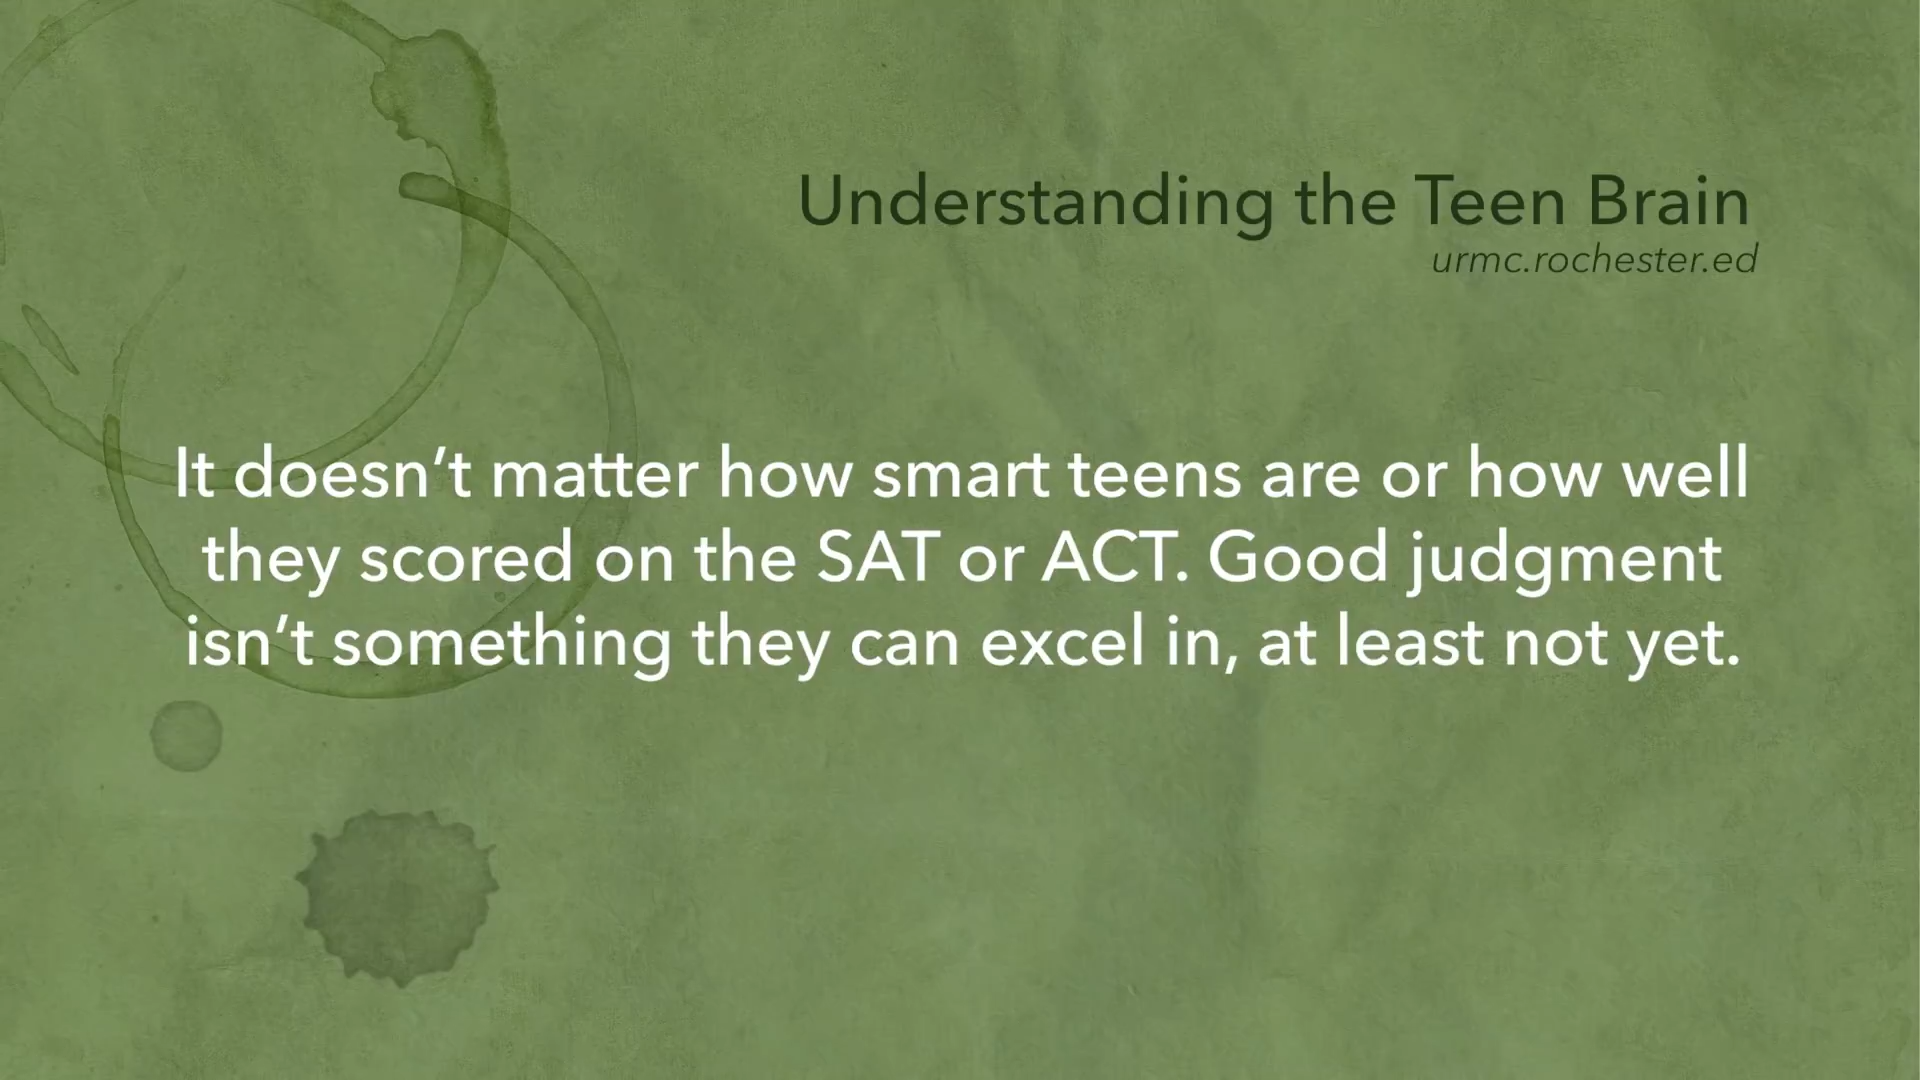 Understanding the Teen Brain
urmc.rochester.ed
It doesn’t matter how smart teens are or how well
they scored on the SAT or ACT. Good judgment
isn’t something they can excel in, at least not yet.